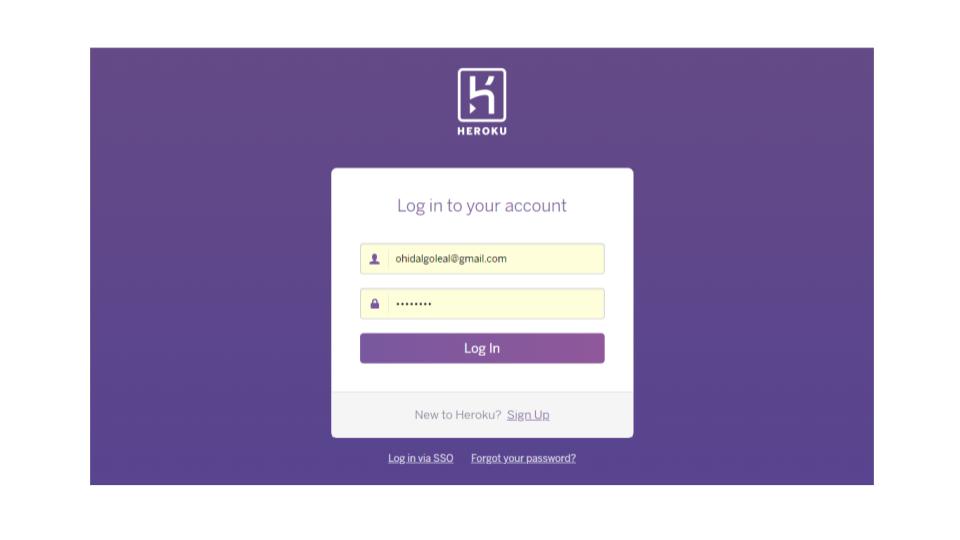 HEROKU
Log in to your account
ohidalgoleal@gmail.com
••••••••
Log In
New to Heroku? Sign Up
Log in via SSO Forgot your password?